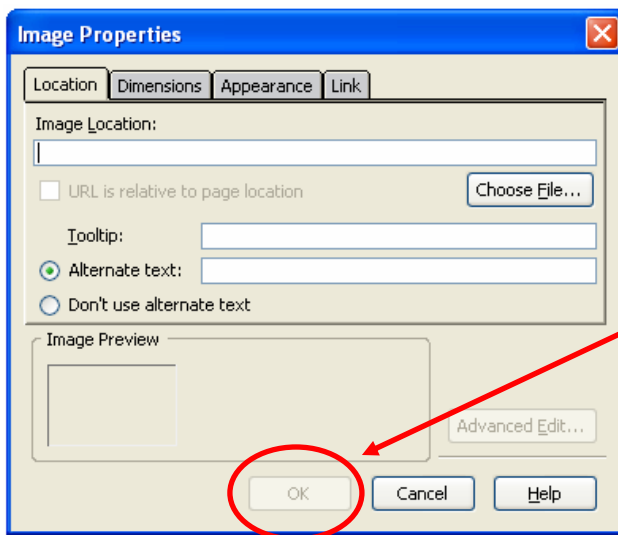 Image Properties
Location Dimensions Appearance Link
Image Location:
URL is relative to page location Choose File...
Tooltip:
Alternate text:
Don't use alternate text
Image Preview
Advanced Edit...
OK Cancel Help